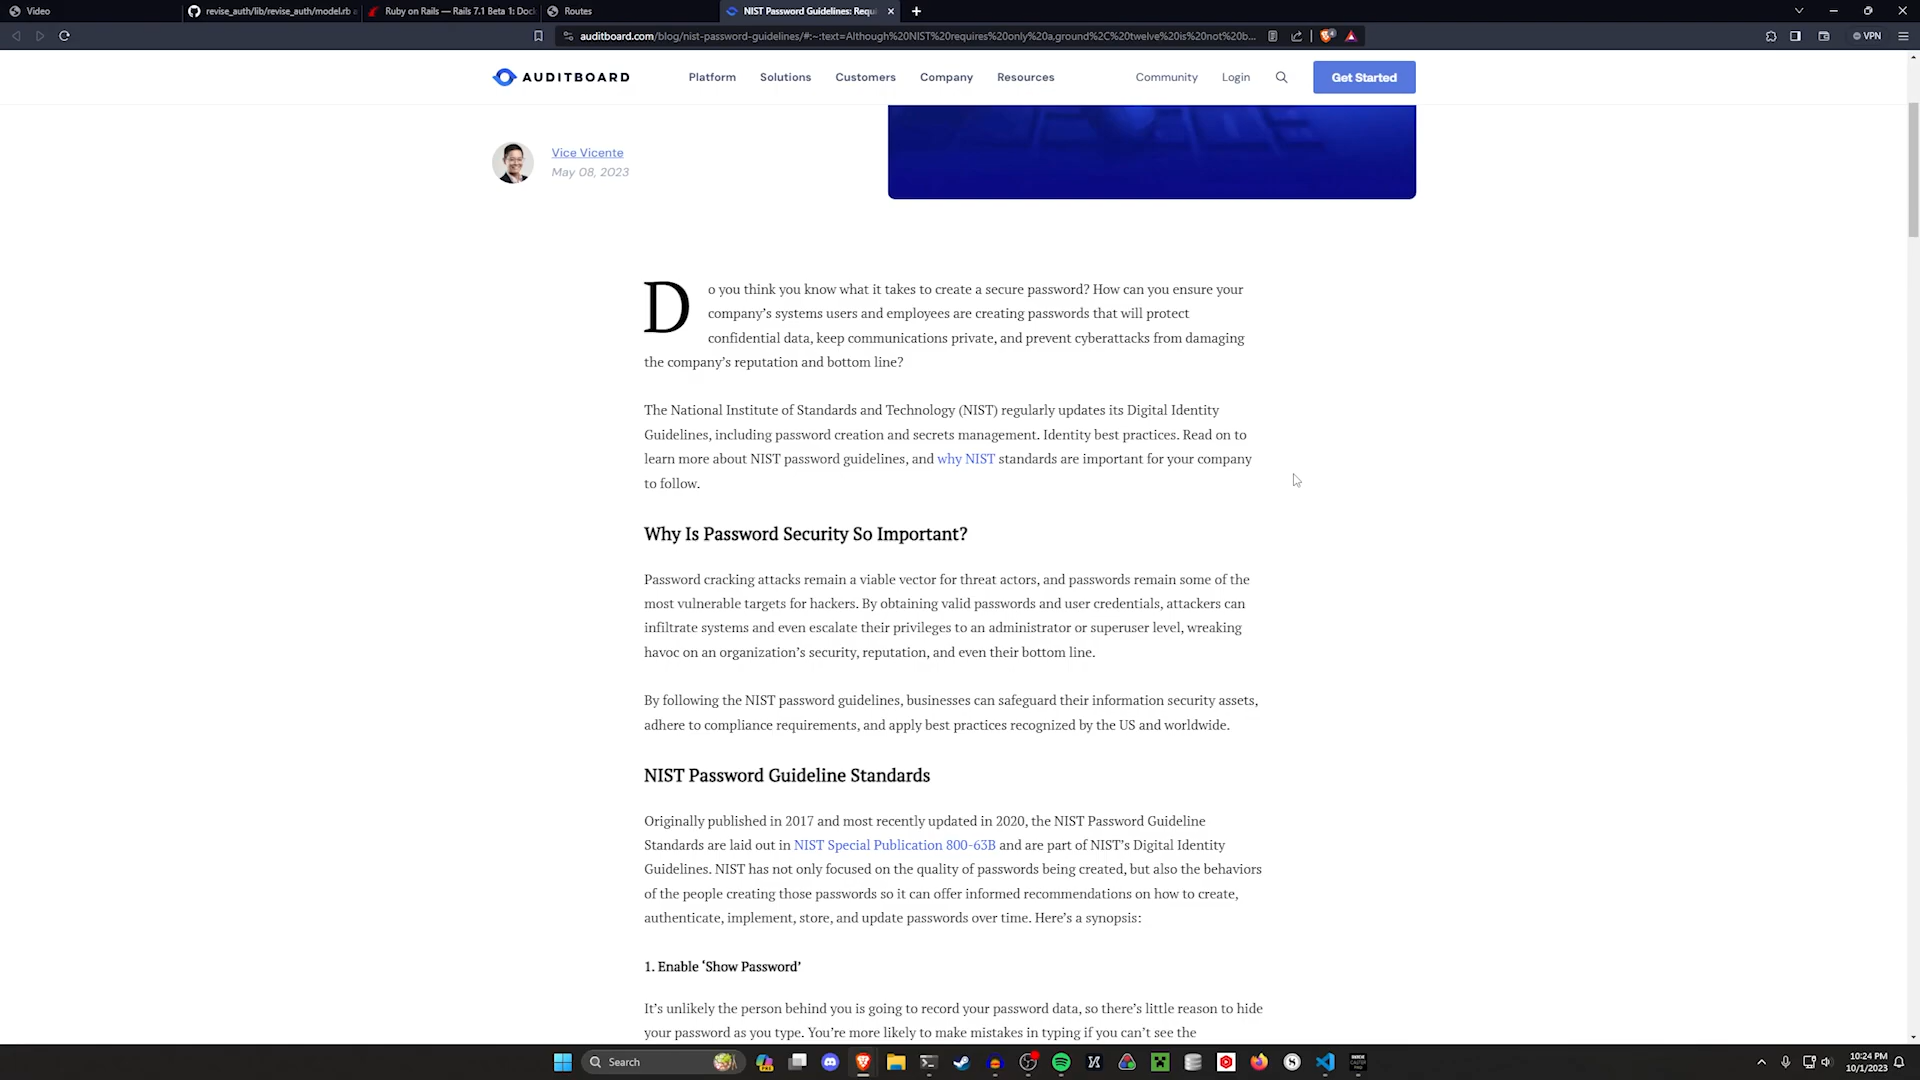 Video
revise_auth/lib/revise_auth/model.rb
Ruby on Rails — Rails 7.1 Beta 1: Dock
Routes
NIST Password Guidelines: Requi
auditboard.com/blog/nist-password-guidelines/#:~:text=Although%20NIST%20requires%20only%20a,ground%2C%20twelve%20is%20not%20b...
VPN
AUDITBOARD
Platform
Solutions
Customers
Company
Resources
Community
Login
Get Started
Vice Vicente
May 08, 2023
Do you think you know what it takes to create a secure password? How can you ensure your
company’s systems users and employees are creating passwords that will protect
confidential data, keep communications private, and prevent cyberattacks from damaging
the company’s reputation and bottom line?
The National Institute of Standards and Technology (NIST) regularly updates its Digital Identity
Guidelines, including password creation and secrets management. Identity best practices. Read on to
learn more about NIST password guidelines, and why NIST standards are important for your company
to follow.
Why Is Password Security So Important?
Password cracking attacks remain a viable vector for threat actors, and passwords remain some of the
most vulnerable targets for hackers. By obtaining valid passwords and user credentials, attackers can
infiltrate systems and even escalate their privileges to an administrator or superuser level, wreaking
havoc on an organization’s security, reputation, and even their bottom line.
By following the NIST password guidelines, businesses can safeguard their information security assets,
adhere to compliance requirements, and apply best practices recognized by the US and worldwide.
NIST Password Guideline Standards
Originally published in 2017 and most recently updated in 2020, the NIST Password Guideline
Standards are laid out in NIST Special Publication 800-63B and are part of NIST’s Digital Identity
Guidelines. NIST has not only focused on the quality of passwords being created, but also the behaviors
of the people creating those passwords so it can offer informed recommendations on how to create,
authenticate, implement, store, and update passwords over time. Here’s a synopsis:
1. Enable ‘Show Password’
It’s unlikely the person behind you is going to record your password data, so there’s little reason to hide
your password as you type. You’re more likely to make mistakes in typing if you can’t see the
Search
10:24 PM
10/1/2023